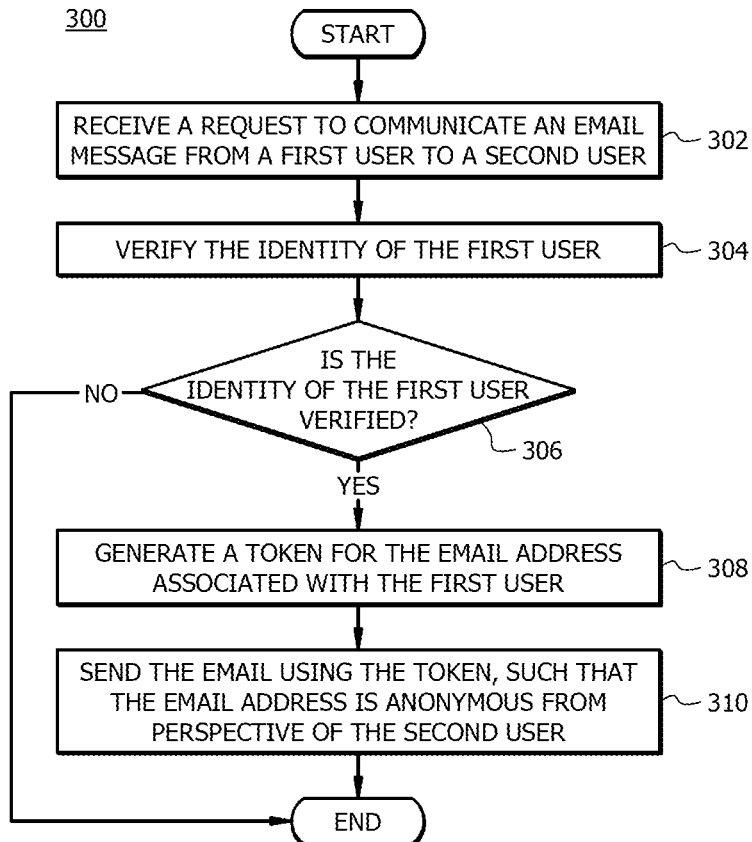 300
START
RECEIVE A REQUEST TO COMMUNICATE AN EMAIL
MESSAGE FROM A FIRST USER TO A SECOND USER
302
VERIFY THE IDENTITY OF THE FIRST USER
304
IS THE
IDENTITY OF THE FIRST USER
VERIFIED?
NO
306
YES
GENERATE A TOKEN FOR THE EMAIL ADDRESS
ASSOCIATED WITH THE FIRST USER
308
SEND THE EMAIL USING THE TOKEN, SUCH THAT
THE EMAIL ADDRESS IS ANONYMOUS FROM
PERSPECTIVE OF THE SECOND USER
310
END